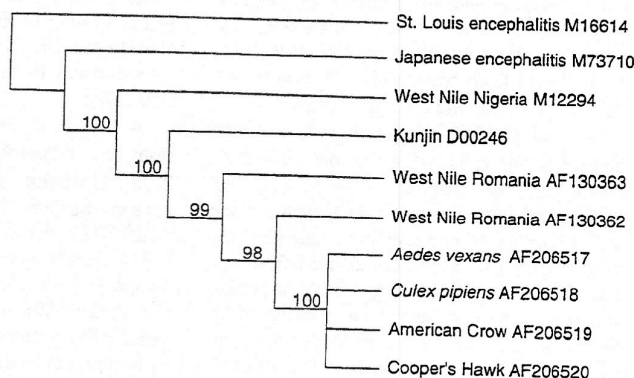 St. Louis encephalitis M16614
Japanese encephalitis M73710
West Nile Nigeria M12294
100
Kunjin D00246
100
West Nile Romania AF130363
99
West Nile Romania AF130362
98
Aedes vexans AF206517
Culex pipiens AF206518
100
American Crow AF206519
Cooper's Hawk AF206520